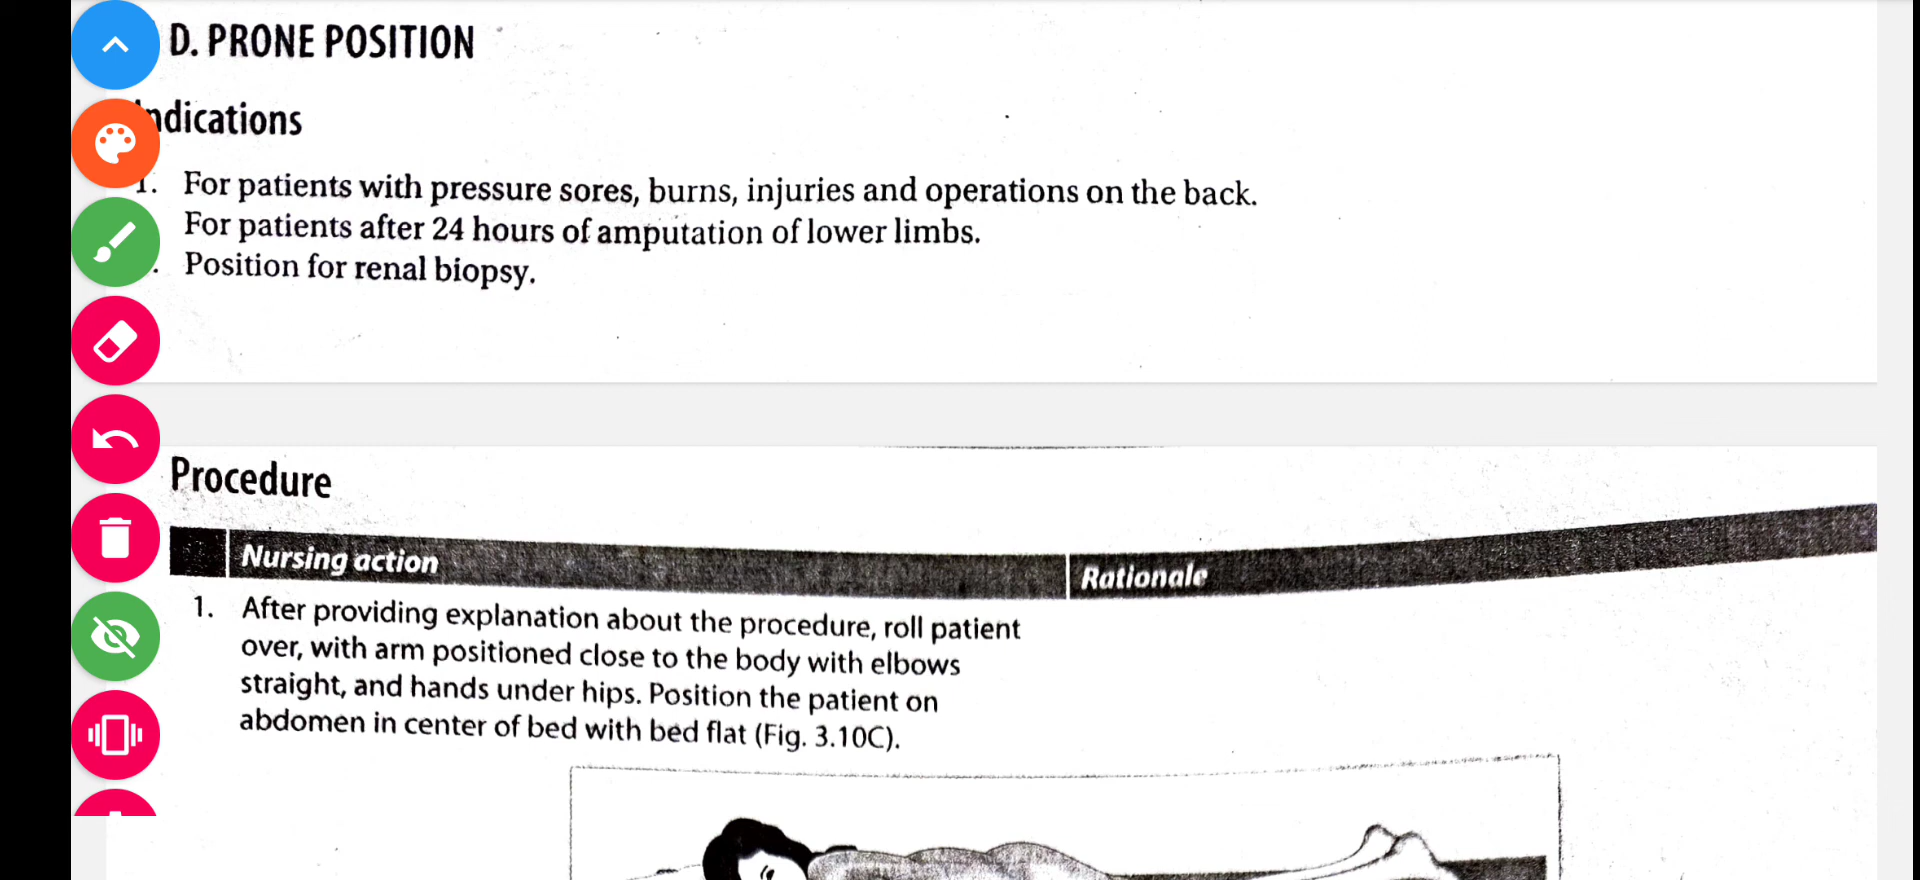 D. PRONE POSITION
Indications
1. For patients with pressure sores, burns, injuries and operations on the back.
For patients after 24 hours of amputation of lower limbs.
. Position for renal biopsy.
Procedure
Nursing action
Rationale
1. After providing explanation about the procedure, roll patient
over, with arm positioned close to the body with elbows
straight, and hands under hips. Position the patient on
abdomen in center of bed with bed flat (Fig. 3.10C).